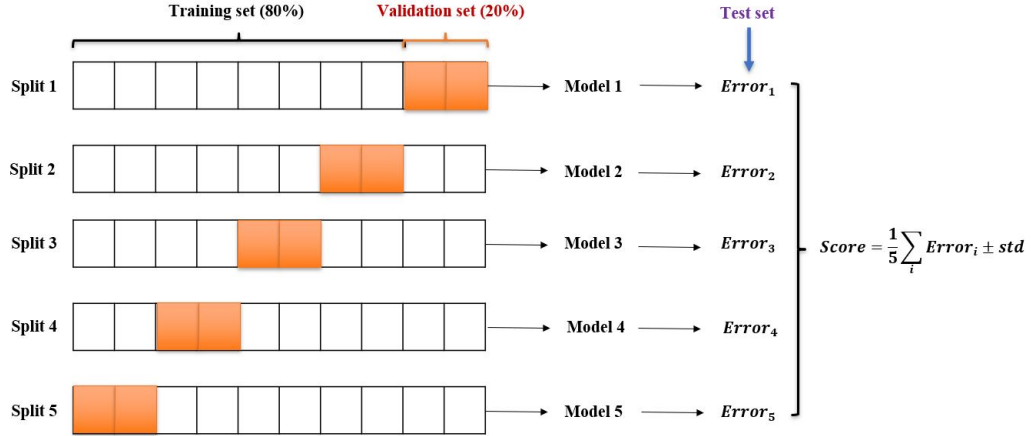 Training set (80%) Validation set (20%) Test set
Split 1 Model 1 Error₁
Split 2 Model 2 Error₂
Split 3 Model 3 Error₃
Score = 1/5 ∑ᵢ Errorᵢ ± std
Split 4 Model 4 Error₄
Split 5 Model 5 Error₅